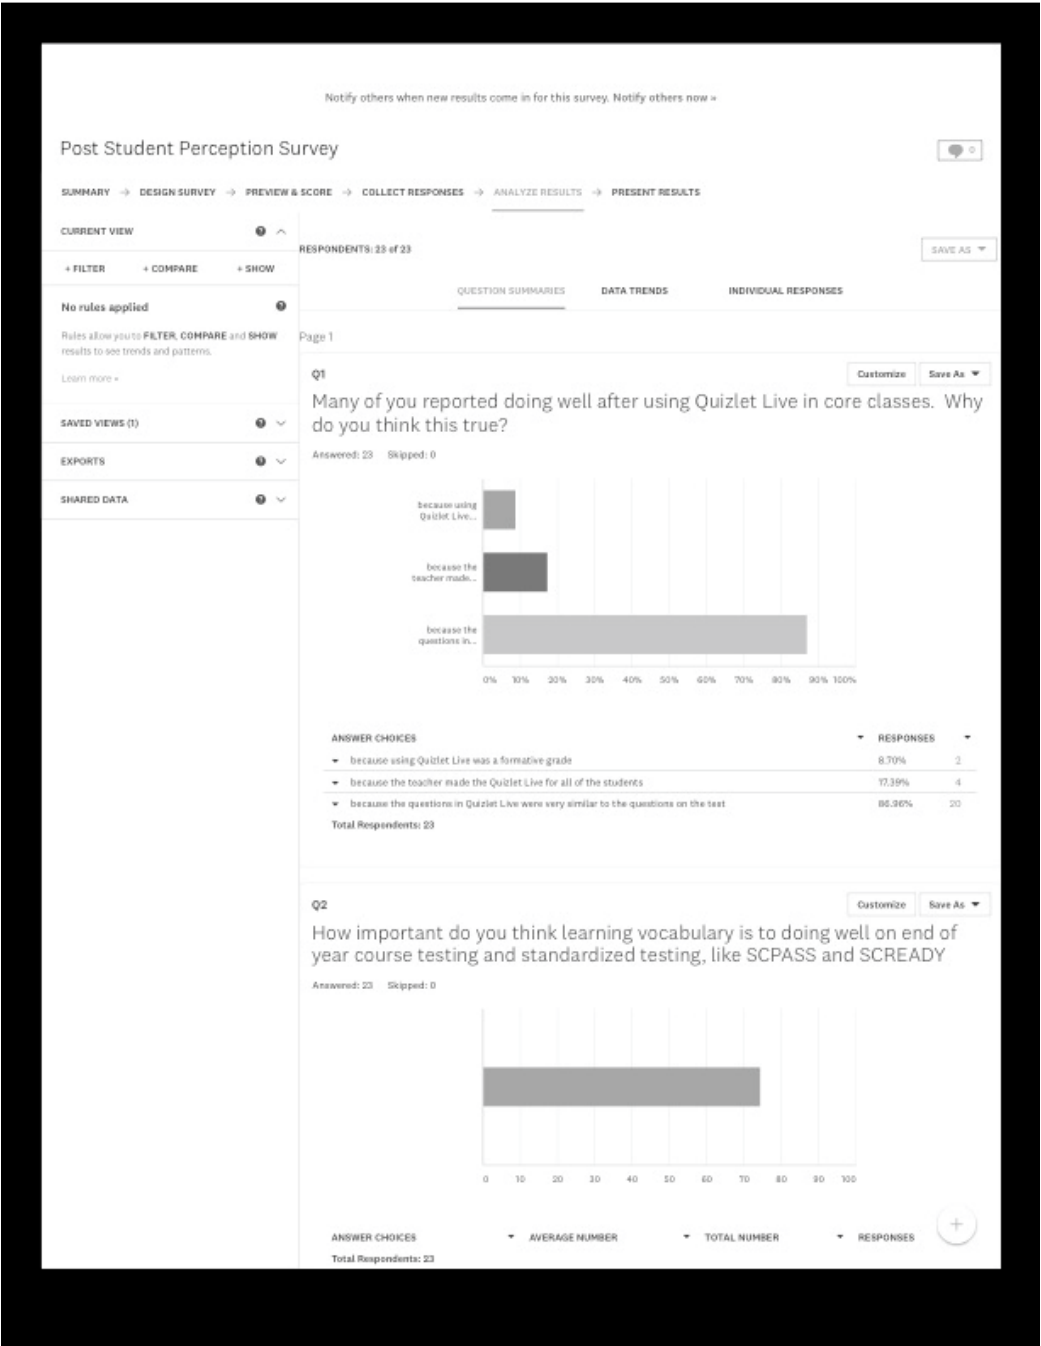 Notify others when new results come in for this survey. Notify others now »
Post Student Perception Survey
0
SUMMARY → DESIGN SURVEY → PREVIEW & SCORE → COLLECT RESPONSES → ANALYZE RESULTS → PRESENT RESULTS
CURRENT VIEW
+ FILTER + COMPARE + SHOW
No rules applied
Rules allow you to FILTER, COMPARE and SHOW
results to see trends and patterns.
Learn more »
SAVED VIEWS (1)
EXPORTS
SHARED DATA
RESPONDENTS: 23 of 23
SAVE AS
QUESTION SUMMARIES DATA TRENDS INDIVIDUAL RESPONSES
Page 1
Q1
Customize Save As
Many of you reported doing well after using Quizlet Live in core classes. Why
do you think this true?
Answered: 23 Skipped: 0
because using
Quizlet Live...
because the
teacher made...
because the
questions in...
0% 10% 20% 30% 40% 50% 60% 70% 80% 90% 100%
ANSWER CHOICES RESPONSES
because using Quizlet Live was a formative grade 8.70% 2
because the teacher made the Quizlet Live for all of the students 17.39% 4
because the questions in Quizlet Live were very similar to the questions on the test 86.96% 20
Total Respondents: 23
Q2
Customize Save As
How important do you think learning vocabulary is to doing well on end of
year course testing and standardized testing, like SCPASS and SCREADY
Answered: 23 Skipped: 0
0 10 20 30 40 50 60 70 80 90 100
ANSWER CHOICES AVERAGE NUMBER TOTAL NUMBER RESPONSES
Total Respondents: 23